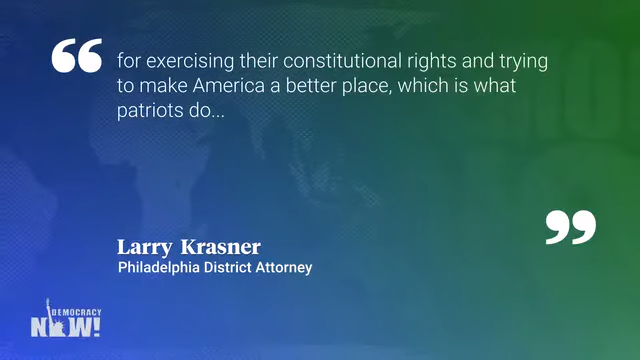 “
for exercising their constitutional rights and trying
to make America a better place, which is what
patriots do...
”
Larry Krasner
Philadelphia District Attorney
DEMOCRACY
NOW!